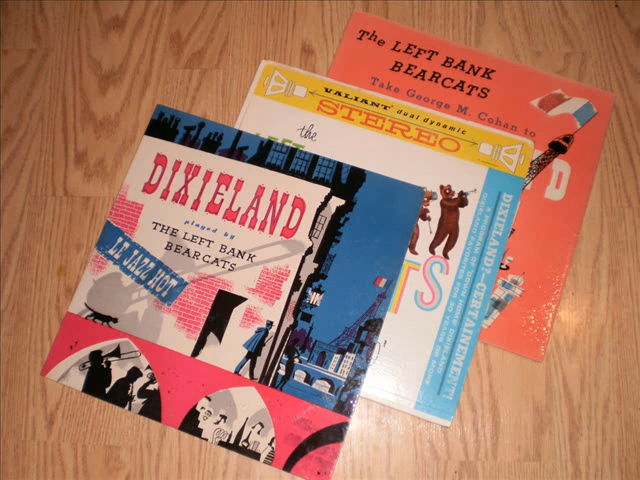 The LEFT BANK
BEARCATS
Take George M. Cohan to
VALIANT dual dynamic
STEREO
the
DIXIELAND?-CERTAINEMENT!
TS
DIXIELAND
played by
THE LEFT BANK
BEARCATS
LE JAZZ HOT